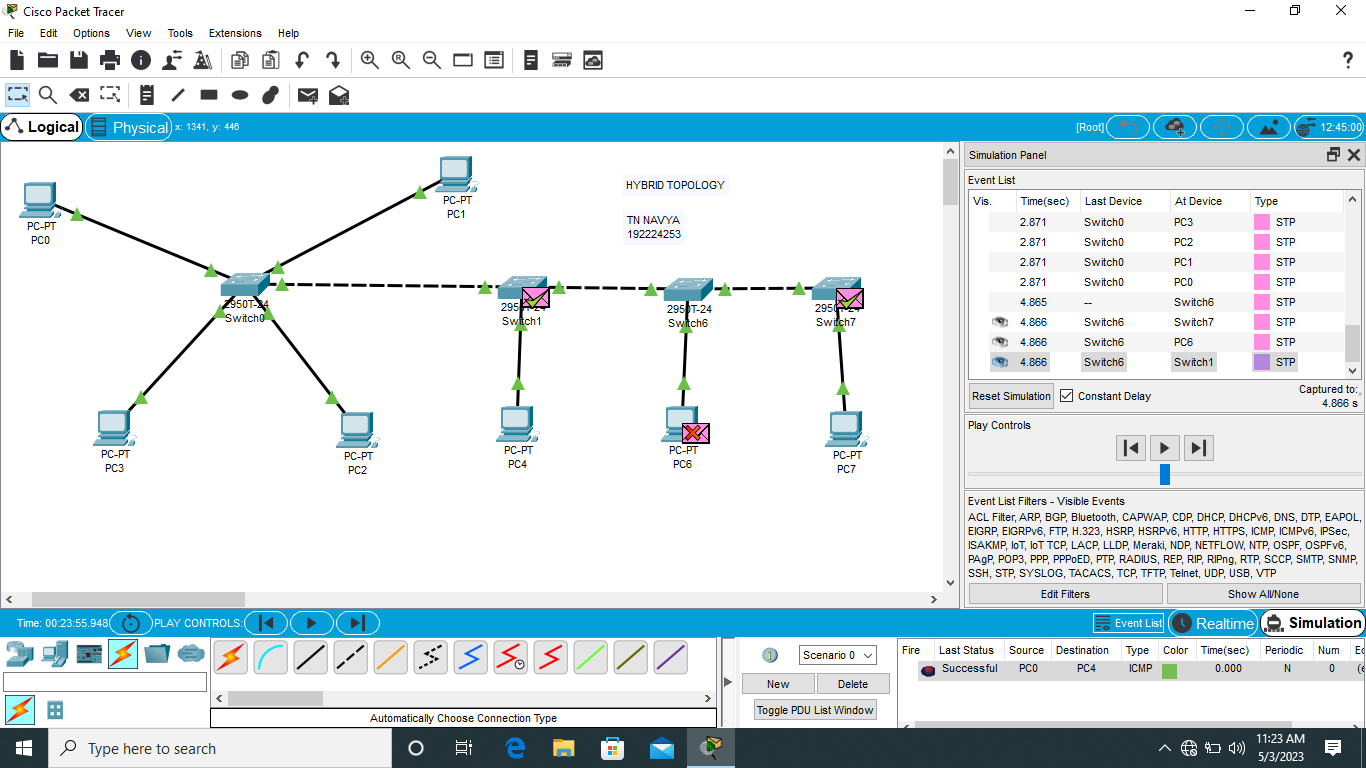 Cisco Packet Tracer
File Edit Options View Tools Extensions Help
Logical Physical x: 1341, y: 446 [Root] 12:45:00
PC-PT
PC0
PC-PT
PC1
HYBRID TOPOLOGY
TN NAVYA
192224253
2950T-24
Switch0
2950T-24
Switch1
2950T-24
Switch6
2950T-24
Switch7
PC-PT
PC3
PC-PT
PC2
PC-PT
PC4
PC-PT
PC6
PC-PT
PC7
Simulation Panel
Event List
Vis. Time(sec) Last Device At Device Type
2.871 Switch0 PC3 STP
2.871 Switch0 PC2 STP
2.871 Switch0 PC1 STP
2.871 Switch0 PC0 STP
4.865 -- Switch6 STP
4.866 Switch6 Switch7 STP
4.866 Switch6 PC6 STP
4.866 Switch6 Switch1 STP
Reset Simulation Constant Delay Captured to:
4.866 s
Play Controls
Event List Filters - Visible Events
ACL Filter, ARP, BGP, Bluetooth, CAPWAP, CDP, DHCP, DHCPv6, DNS, DTP, EAPOL,
EIGRP, EIGRPv6, FTP, H.323, HSRP, HSRPv6, HTTP, HTTPS, ICMP, ICMPv6, IPSec,
ISAKMP, IoT, IoT TCP, LACP, LLDP, Meraki, NDP, NETFLOW, NTP, OSPF, OSPFv6,
PAgP, POP3, PPP, PPPoED, PTP, RADIUS, REP, RIP, RIPng, RTP, SCCP, SMTP, SNMP,
SSH, STP, SYSLOG, TACACS, TCP, TFTP, Telnet, UDP, USB, VTP
Edit Filters Show All/None
Time: 00:23:55.948 PLAY CONTROLS: Event List Realtime Simulation
Automatically Choose Connection Type
Scenario 0
New Delete
Toggle PDU List Window
Fire Last Status Source Destination Type Color Time(sec) Periodic Num Ed
Successful PC0 PC4 ICMP 0.000 N 0 (e
Type here to search
11:23 AM
5/3/2023